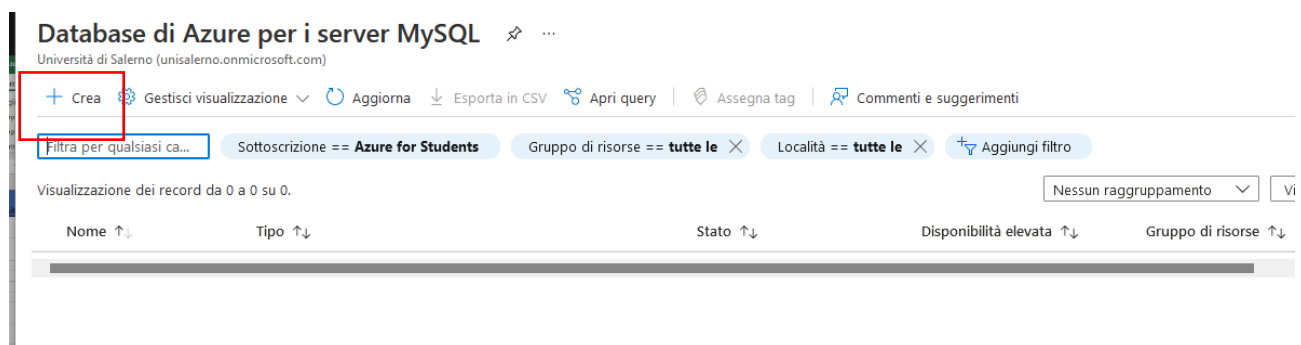 Database di Azure per i server MySQL ...
Università di Salerno (unisalerno.onmicrosoft.com)
+ Crea Gestisci visualizzazione Aggiorna Esporta in CSV Apri query Assegna tag Commenti e suggerimenti
Filtra per qualsiasi ca... Sottoscrizione == Azure for Students Gruppo di risorse == tutte le Località == tutte le Aggiungi filtro
Visualizzazione dei record da 0 a 0 su 0. Nessun raggruppamento Vi
Nome ↑↓ Tipo ↑↓ Stato ↑↓ Disponibilità elevata ↑↓ Gruppo di risorse ↑↓